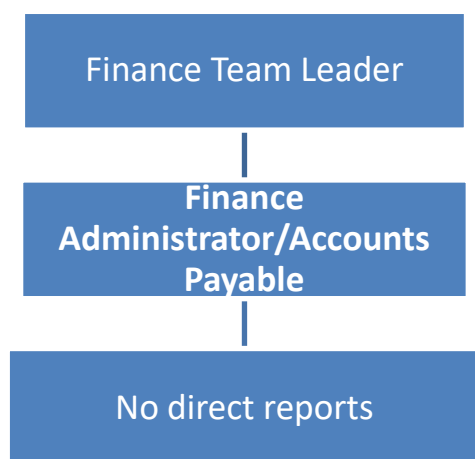 Finance Team Leader
Finance
Administrator/Accounts
Payable
No direct reports